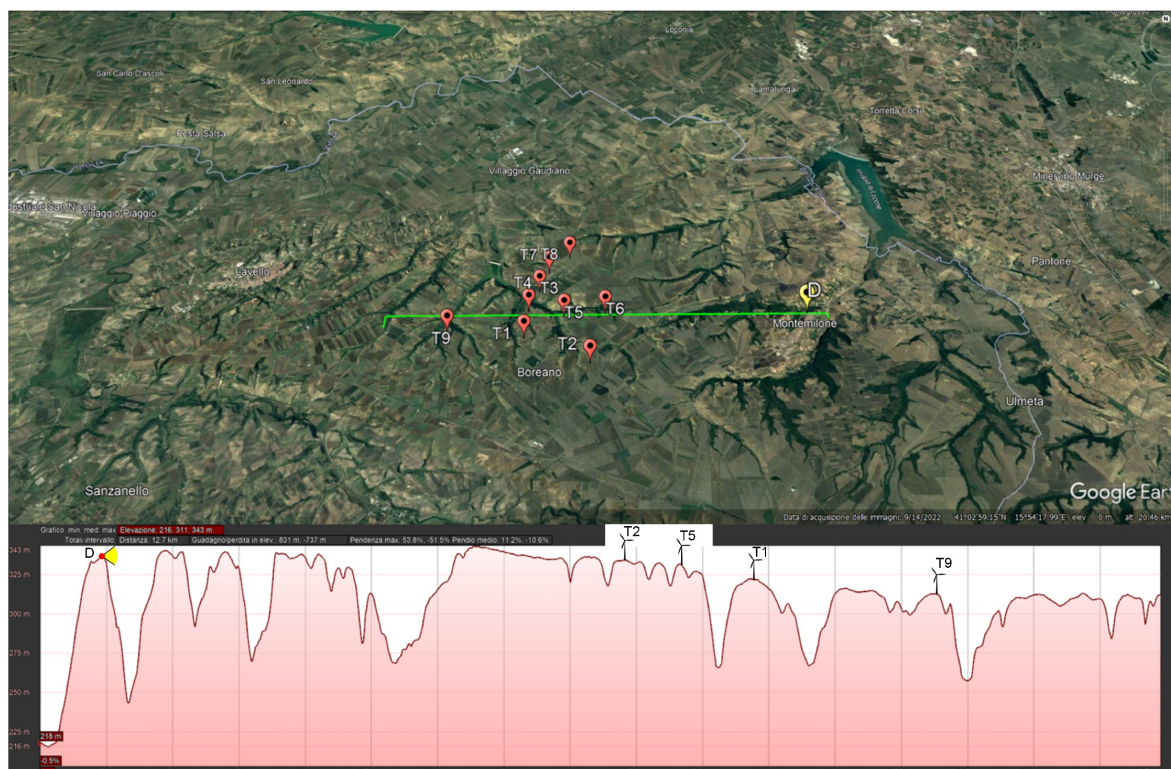 Loconia
San Carlo D'ascoli
San Leonardo
Lamalunga
Torretta Corsi
Posta Salsa
Villaggio Gaudiano
Minervino Murge
Villaggio Piaggio
Pantone
Lavello
T7 T8
T4
T3
D
T5
T6
Montemilone
T9
T1
T2
Boreano
Ulmeta
Sanzanello
Google Eart
Data di acquisizione delle immagini: 9/14/2022 41°02'59.15"N 15°54'17.99"E elev 0 m alt 20.46 km
Grafico: min, med, max Elevazione: 216, 311, 343 m
Totali intervallo: Distanza: 12.7 km Guadagno/perdita in elev.: 831 m, -737 m Pendenza max: 53.8%, -51.5% Pendio medio: 11.2%, -10.6%
343 m
D
T2
T5
T1
T9
325 m
300 m
275 m
250 m
225 m
216 m
216 m
-0.5%